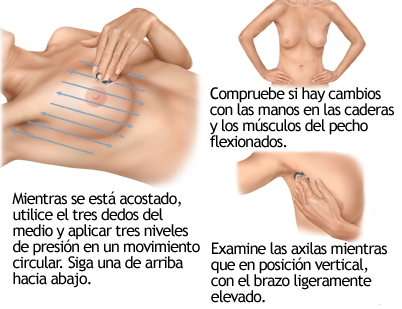 Compruebe si hay cambios
con las manos en las caderas
y los músculos del pecho
flexionados.
Mientras se está acostado,
utilice el tres dedos del
medio y aplicar tres niveles
de presión en un movimiento
circular. Siga una de arriba
hacia abajo.
Examine las axilas mientras
que en posición vertical,
con el brazo ligeramente
elevado.